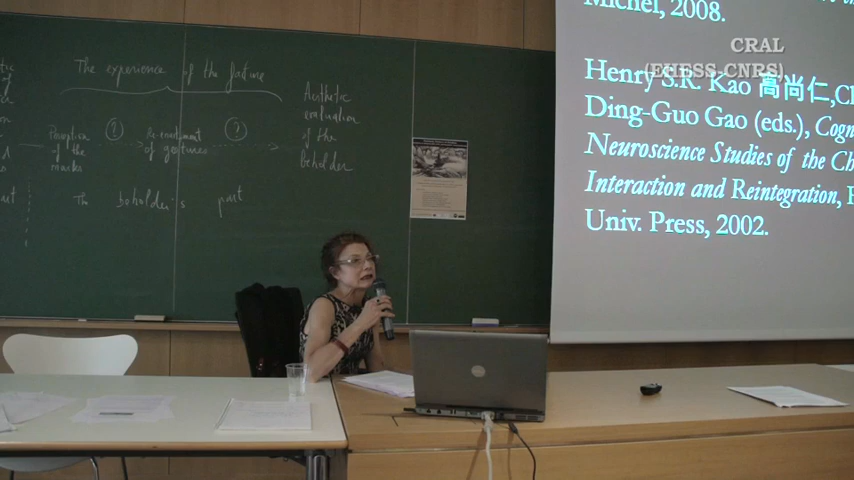 The experience of the gesture
Aesthetic
evaluation
of the
beholder
Perception
of the
marks
?
Re-enactment
of gestures
?
The beholder's part
Michel, 2008.
CRAL
(EHESS-CNRS)
Henry S.R. Kao 高尚仁,
Ding-Guo Gao (eds.), Cogn
Neuroscience Studies of the Ch
Interaction and Reintegration,
Univ. Press, 2002.